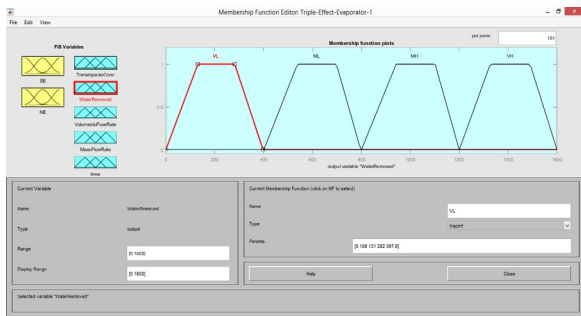 Membership Function Editor: Triple-Effect-Evaporator-1
File Edit View
FIS Variables
Membership function plots
plot points:
181
SE
NE
TomatopasteConc
WaterRemoved
VolumetricFlowRate
MassFlowRate
Area
VL ML MH VH
1
0.5
0
0 200 400 600 800 1000 1200 1400 1600
output variable "WaterRemoved"
Current Variable
Name WaterRemoved
Type output
Range [0 1600]
Display Range [0 1600]
Current Membership Function (click on MF to select)
Name VL
Type trapmf
Params [0.159 131 282 397.8]
Help Close
Selected variable "WaterRemoved"